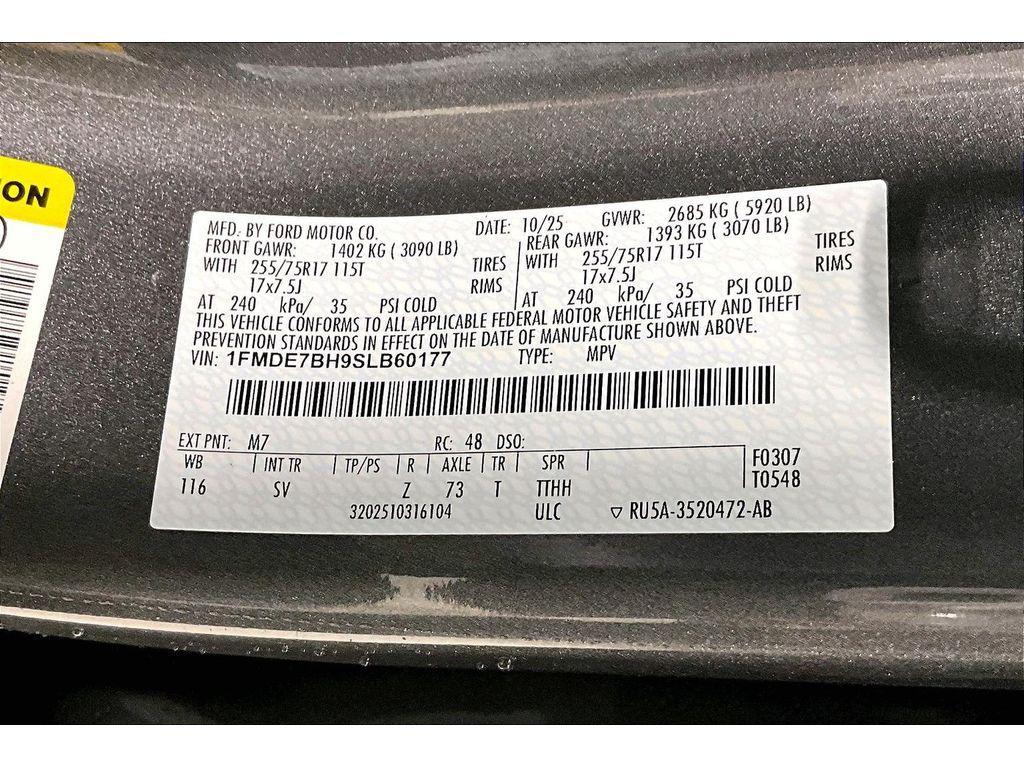 ION
MFD. BY FORD MOTOR CO. DATE: 10/25 GVWR: 2685 KG ( 5920 LB)
FRONT GAWR: 1402 KG ( 3090 LB) REAR GAWR: 1393 KG ( 3070 LB)
WITH 255/75R17 115T TIRES WITH 255/75R17 115T TIRES
17x7.5J RIMS 17x7.5J RIMS
AT 240 kPa/ 35 PSI COLD AT 240 kPa/ 35 PSI COLD
THIS VEHICLE CONFORMS TO ALL APPLICABLE FEDERAL MOTOR VEHICLE SAFETY AND THEFT
PREVENTION STANDARDS IN EFFECT ON THE DATE OF MANUFACTURE SHOWN ABOVE.
VIN: 1FMDE7BH9SLB60177 TYPE: MPV
EXT PNT: M7 RC: 48 DSO:
WB INT TR TP/PS R AXLE TR SPR F0307
116 SV Z 73 T TTHH T0548
3202510316104 ULC RU5A-3520472-AB